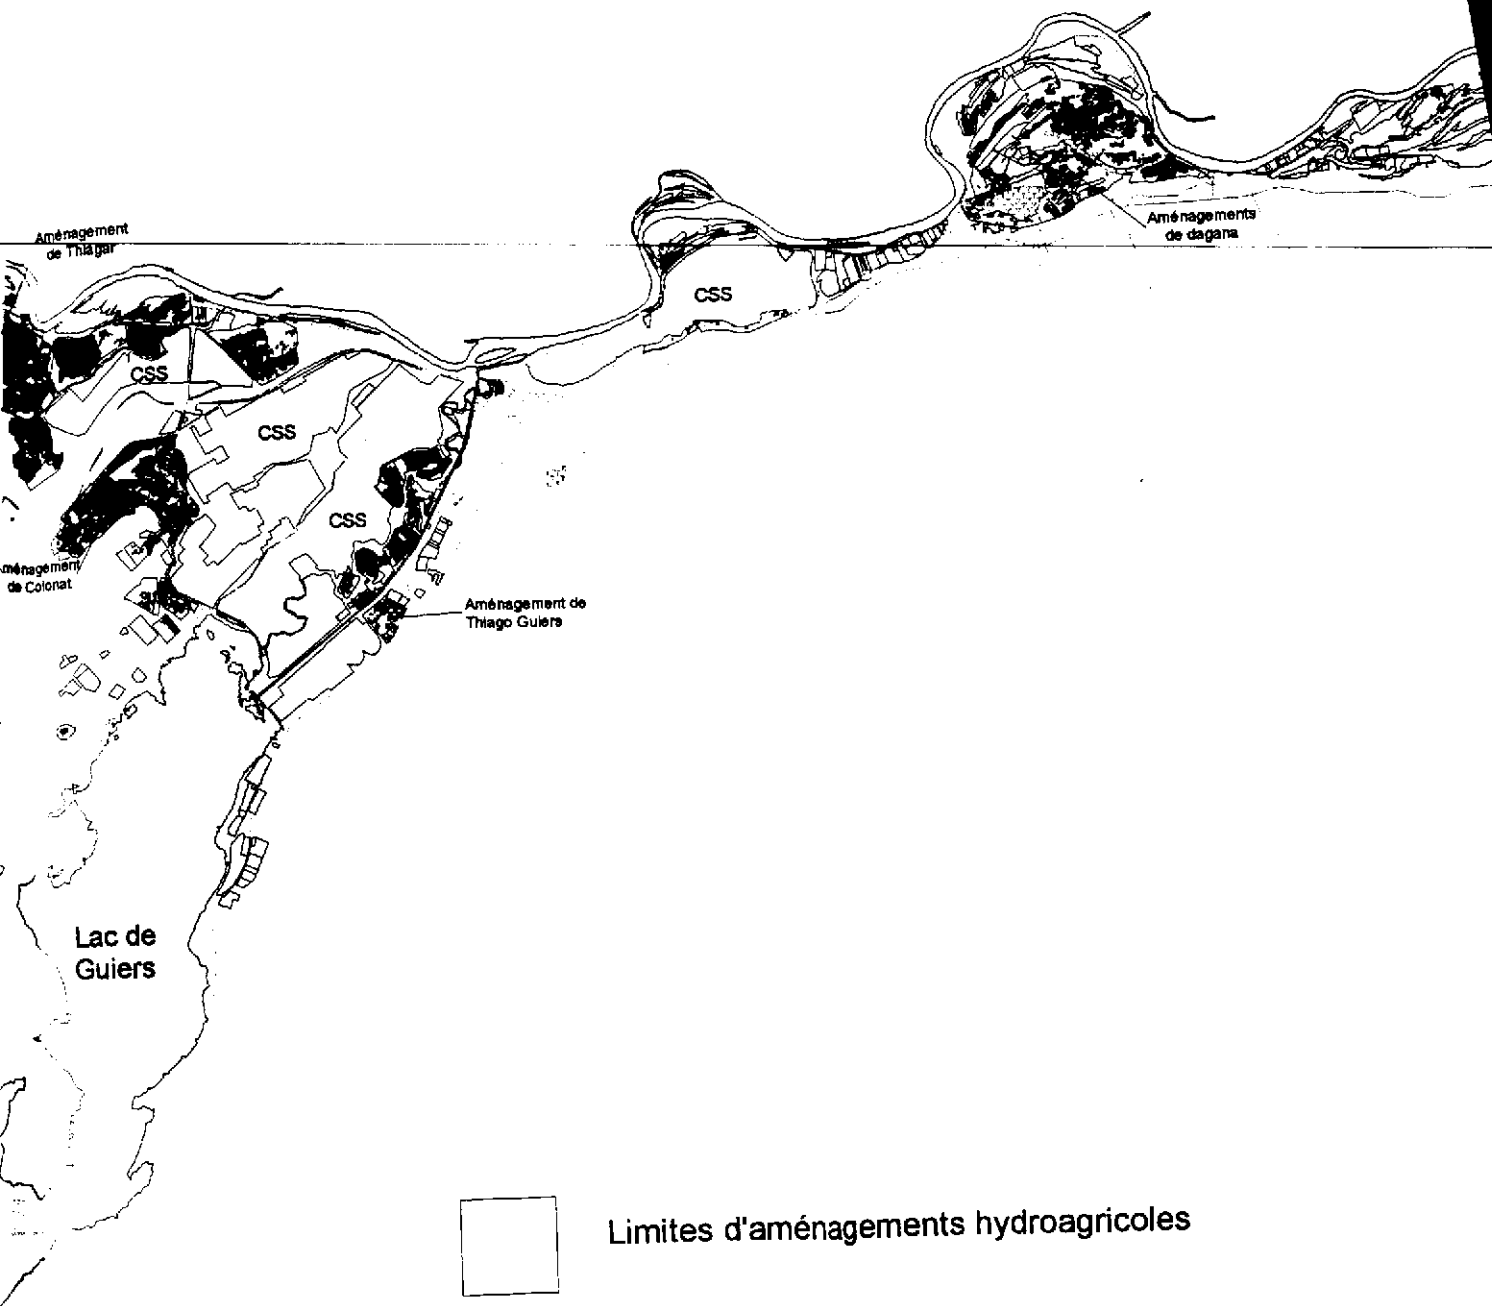 Aménagement
de Thiagar
Aménagements
de dagana
CSS
CSS
CSS
CSS
ménagement
de Colonat
Aménagement de
Thiago Guiers
Lac de
Guiers
Limites d'aménagements hydroagricoles